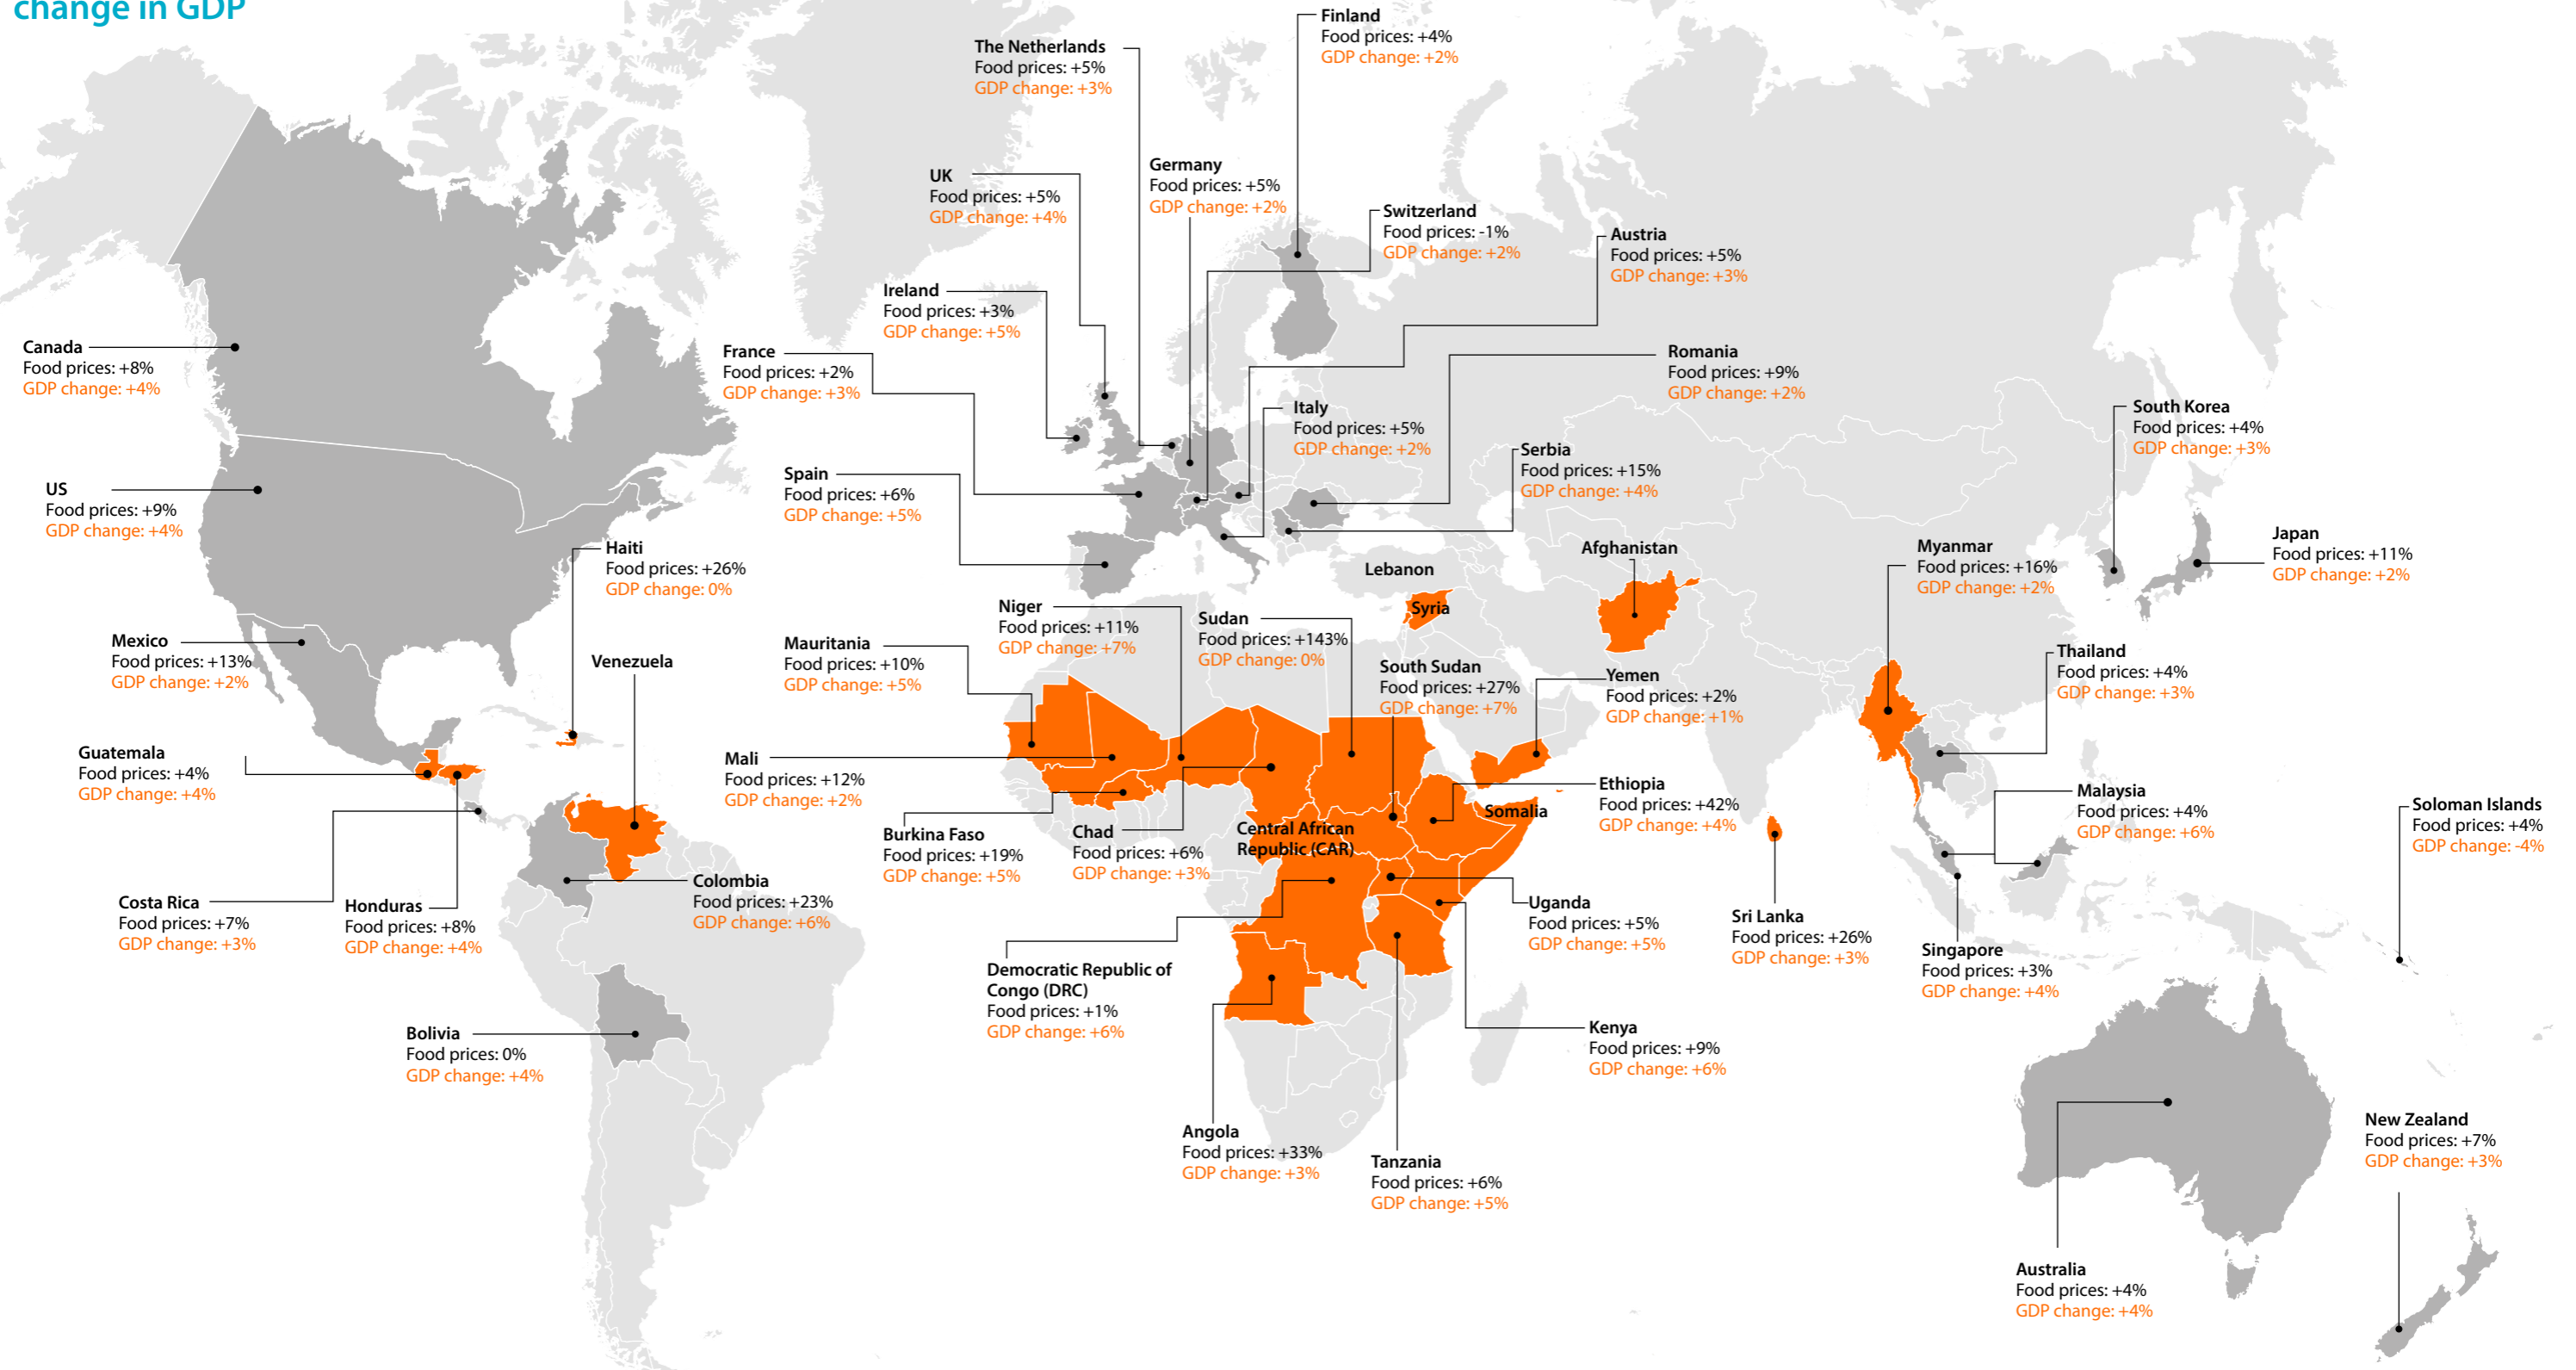 change in GDP
Finland
Food prices: +4%
GDP change: +2%
The Netherlands
Food prices: +5%
GDP change: +3%
Germany
Food prices: +5%
GDP change: +2%
UK
Food prices: +5%
GDP change: +4%
Switzerland
Food prices: -1%
GDP change: +2%
Austria
Food prices: +5%
GDP change: +3%
Ireland
Food prices: +3%
GDP change: +5%
Canada
Food prices: +8%
GDP change: +4%
France
Food prices: +2%
GDP change: +3%
Romania
Food prices: +9%
GDP change: +2%
Italy
Food prices: +5%
GDP change: +2%
South Korea
Food prices: +4%
GDP change: +3%
Serbia
Food prices: +15%
GDP change: +4%
Spain
Food prices: +6%
GDP change: +5%
US
Food prices: +9%
GDP change: +4%
Japan
Food prices: +11%
GDP change: +2%
Haiti
Food prices: +26%
GDP change: 0%
Afghanistan
Myanmar
Food prices: +16%
GDP change: +2%
Lebanon
Syria
Niger
Food prices: +11%
GDP change: +7%
Sudan
Food prices: +143%
GDP change: 0%
Mexico
Food prices: +13%
GDP change: +2%
Mauritania
Food prices: +10%
GDP change: +5%
Venezuela
South Sudan
Food prices: +27%
GDP change: +7%
Yemen
Food prices: +2%
GDP change: +1%
Thailand
Food prices: +4%
GDP change: +3%
Guatemala
Food prices: +4%
GDP change: +4%
Mali
Food prices: +12%
GDP change: +2%
Ethiopia
Food prices: +42%
GDP change: +4%
Somalia
Malaysia
Food prices: +4%
GDP change: +6%
Soloman Islands
Food prices: +4%
GDP change: -4%
Burkina Faso
Food prices: +19%
GDP change: +5%
Chad
Food prices: +6%
GDP change: +3%
Central African
Republic (CAR)
Colombia
Food prices: +23%
GDP change: +6%
Costa Rica
Food prices: +7%
GDP change: +3%
Honduras
Food prices: +8%
GDP change: +4%
Uganda
Food prices: +5%
GDP change: +5%
Sri Lanka
Food prices: +26%
GDP change: +3%
Singapore
Food prices: +3%
GDP change: +4%
Democratic Republic of
Congo (DRC)
Food prices: +1%
GDP change: +6%
Bolivia
Food prices: 0%
GDP change: +4%
Kenya
Food prices: +9%
GDP change: +6%
Angola
Food prices: +33%
GDP change: +3%
Tanzania
Food prices: +6%
GDP change: +5%
New Zealand
Food prices: +7%
GDP change: +3%
Australia
Food prices: +4%
GDP change: +4%